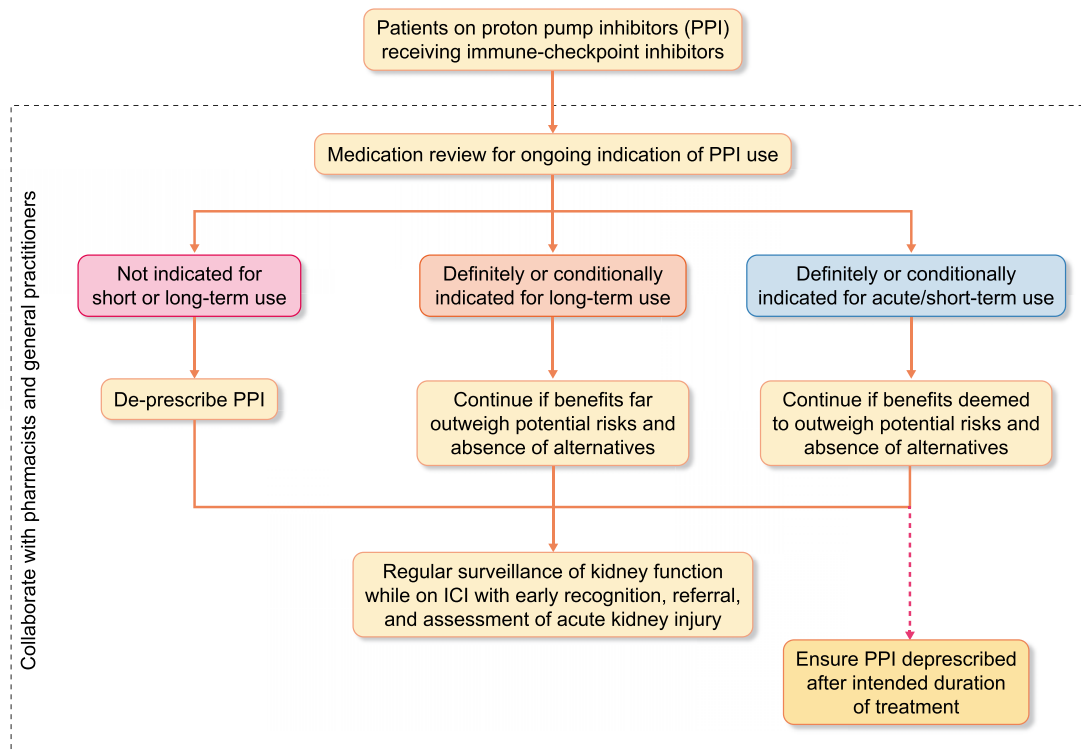 Patients on proton pump inhibitors (PPI)
receiving immune-checkpoint inhibitors
Collaborate with pharmacists and general practitioners
Medication review for ongoing indication of PPI use
Not indicated for
short or long-term use
Definitely or conditionally
indicated for long-term use
Definitely or conditionally
indicated for acute/short-term use
De-prescribe PPI
Continue if benefits far
outweigh potential risks and
absence of alternatives
Continue if benefits deemed
to outweigh potential risks and
absence of alternatives
Regular surveillance of kidney function
while on ICI with early recognition, referral,
and assessment of acute kidney injury
Ensure PPI deprescribed
after intended duration
of treatment